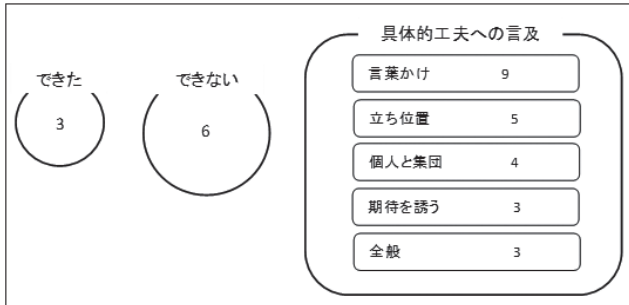 具体的工夫への言及
できた
できない
3
6
言葉かけ 9
立ち位置 5
個人と集団 4
期待を誘う 3
全般 3